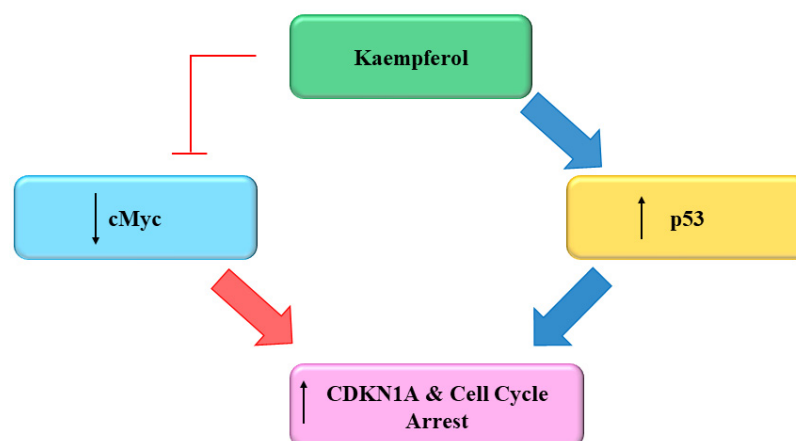 Kaempferol
cMyc
p53
CDKN1A & Cell Cycle
Arrest